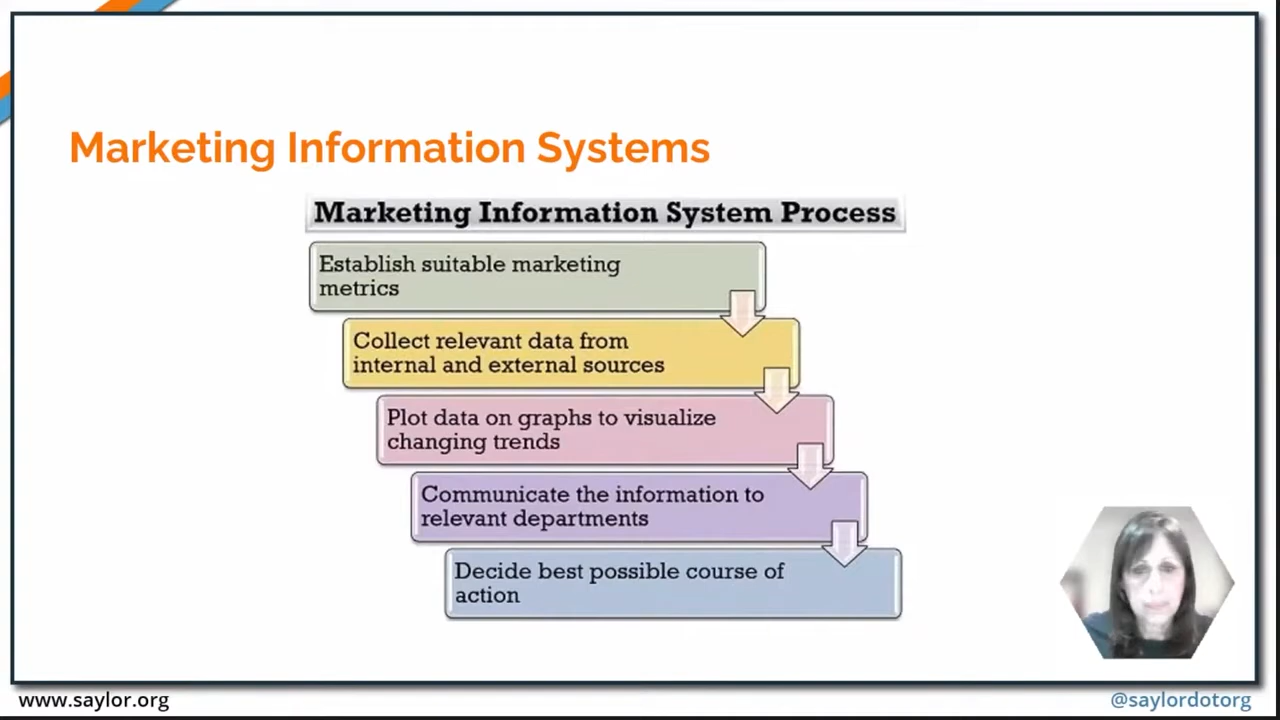 Marketing Information Systems
Marketing Information System Process
Establish suitable marketing
metrics
Collect relevant data from
internal and external sources
Plot data on graphs to visualize
changing trends
Communicate the information to
relevant departments
Decide best possible course of
action
www.saylor.org
@saylordotorg